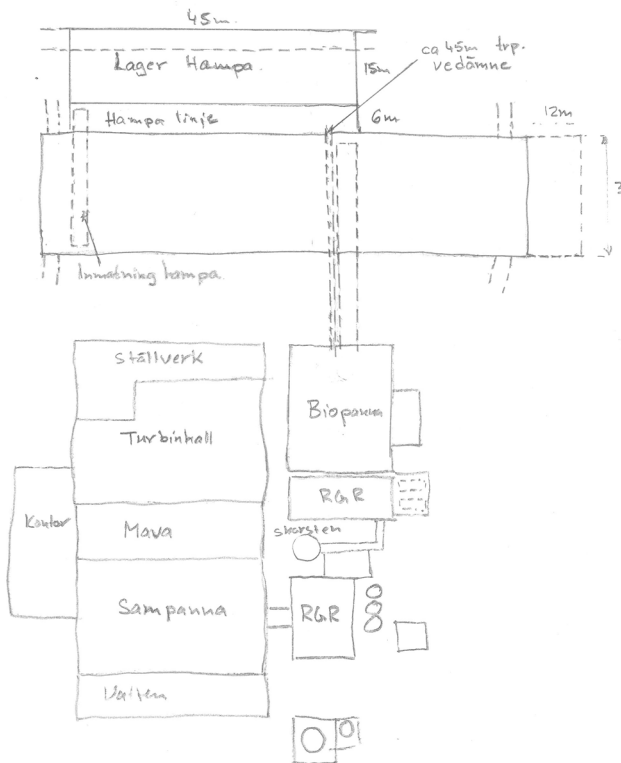 45m
Lager Hampa
15m
ca 45m trp.
vedämne
Hampa linje
6m
12m
?
Inmatning hampa
Ställverk
Turbinhall
Biopanna
RGR
Kontor
Mava
skorsten
Sampanna
RGR